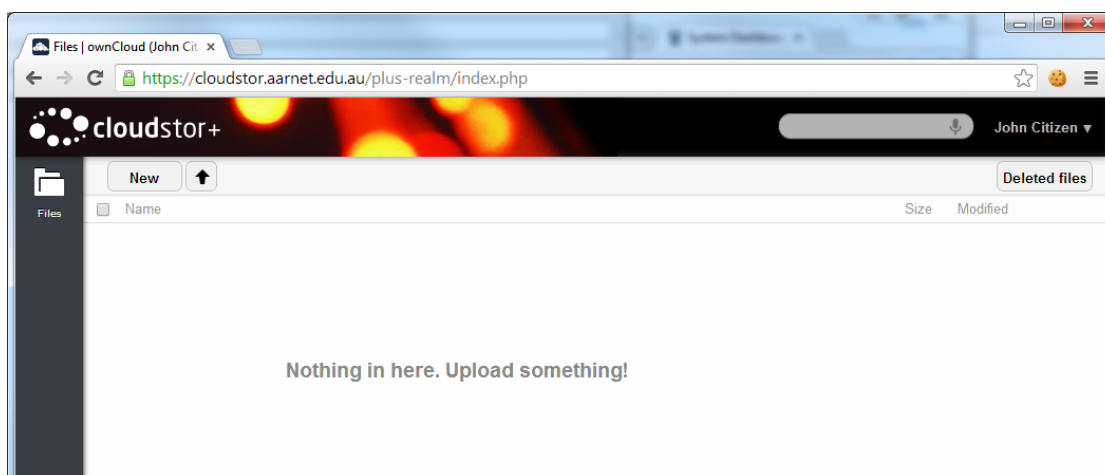 Files | ownCloud (John Cit
https://cloudstor.aarnet.edu.au/plus-realm/index.php
cloudstor+
John Citizen
New
Deleted files
Files
Name Size Modified
Nothing in here. Upload something!